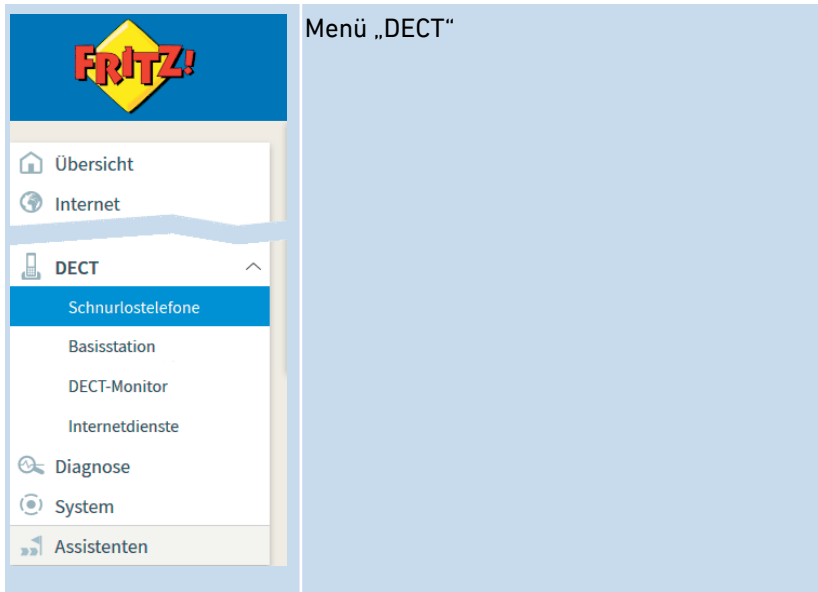 FRITZ!
Menü „DECT“
Übersicht
Internet
DECT
Schnurlostelefone
Basisstation
DECT-Monitor
Internetdienste
Diagnose
System
Assistenten